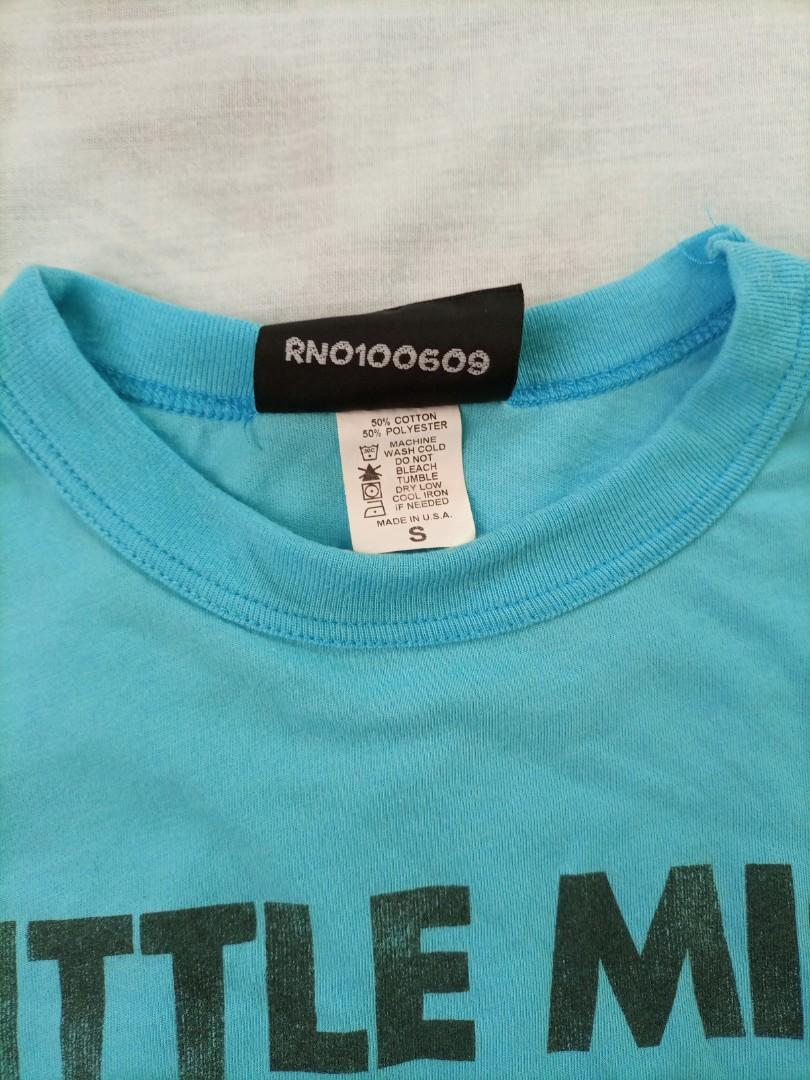 RN0100609
50% COTTON
50% POLYESTER
MACHINE
WASH COLD
DO NOT
BLEACH
TUMBLE
DRY LOW
COOL IRON
IF NEEDED
MADE IN U.S.A.
S
ITTLE MI